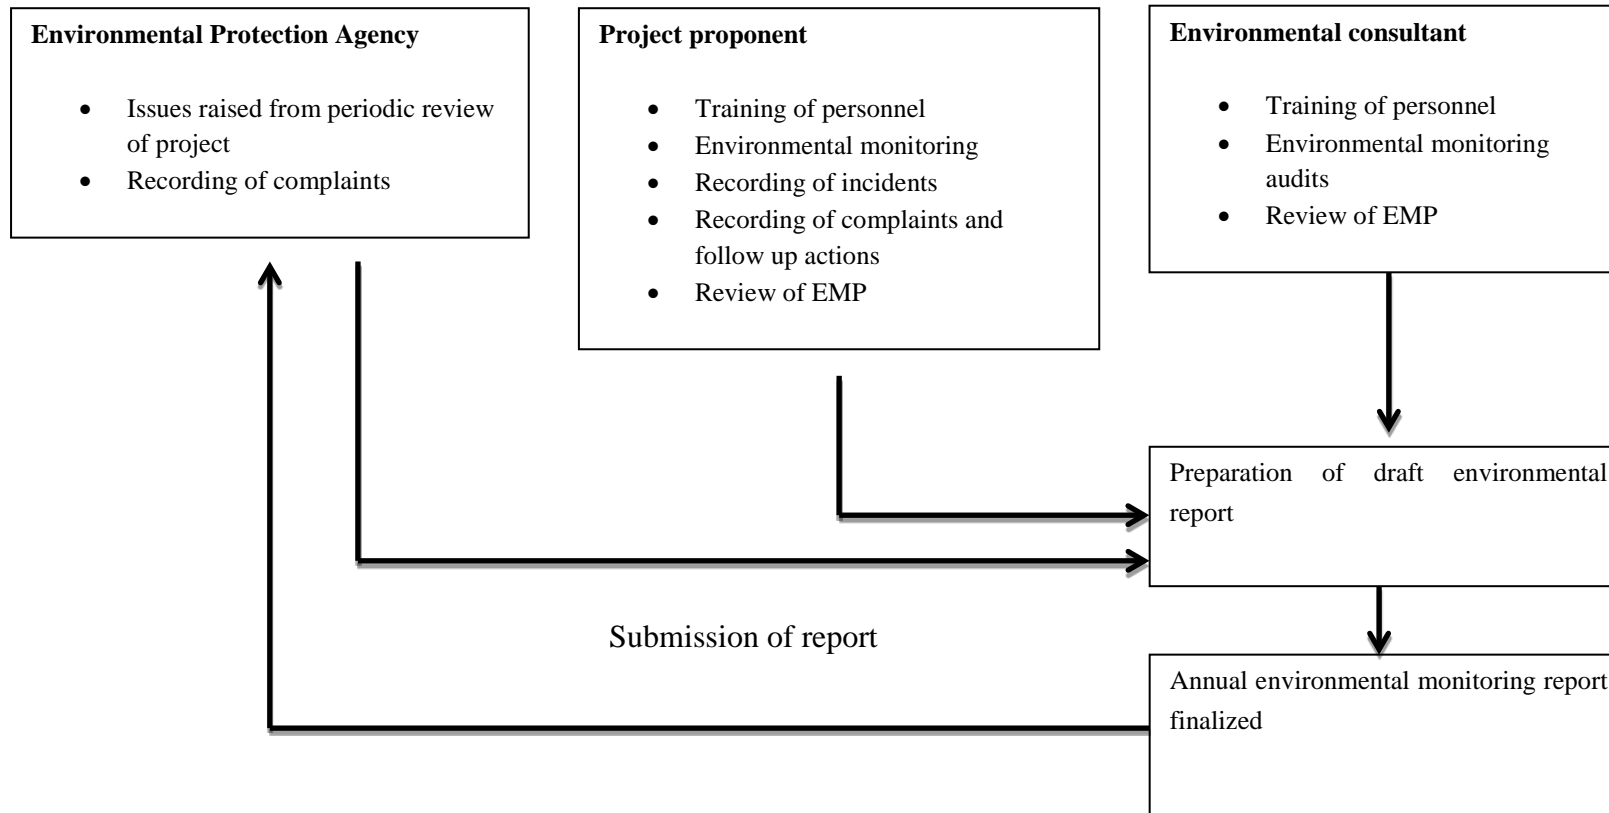 Environmental Protection Agency
• Issues raised from periodic review
of project
• Recording of complaints
Project proponent
• Training of personnel
• Environmental monitoring
• Recording of incidents
• Recording of complaints and
follow up actions
• Review of EMP
Environmental consultant
• Training of personnel
• Environmental monitoring
audits
• Review of EMP
Preparation of draft environmental
report
Submission of report
Annual environmental monitoring report
finalized